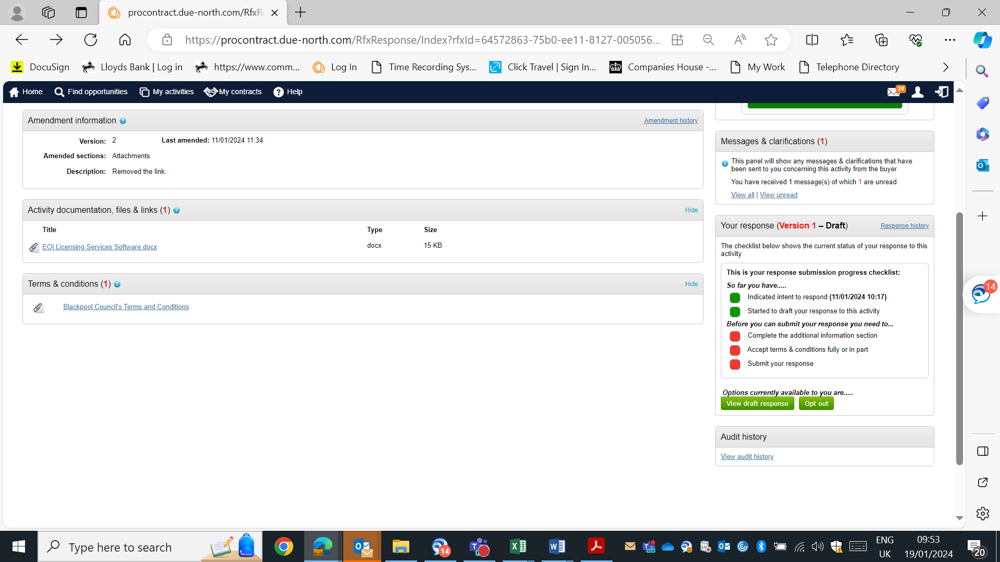 procontract.due-north.com/RfxR
https://procontract.due-north.com/RfxResponse/Index?rfxId=64572863-75b0-ee11-8127-005056...
DocuSign
Lloyds Bank | Log in
https://www.comm...
Log In
Time Recording Sys...
Click Travel | Sign In...
Companies House -...
My Work
Telephone Directory
Home
Find opportunities
My activities
My contracts
Help
24
Amendment information
Amendment history
Version: 2
Last amended: 11/01/2024 11:34
Amended sections: Attachments
Description: Removed the link.
Activity documentation, files & links (1)
Hide
Title Type Size
EOI Licensing Services Software.docx docx 15 KB
Terms & conditions (1)
Hide
Blackpool Council's Terms and Conditions
Messages & clarifications (1)
This panel will show any messages & clarifications that have
been sent to you concerning this activity from the buyer
You have received 1 message(s) of which 1 are unread
View all | View unread
Your response (Version 1 – Draft)
Response history
The checklist below shows the current status of your response to this
activity
This is your response submission progress checklist:
So far you have.....
Indicated intent to respond (11/01/2024 10:17)
Started to draft your response to this activity
Before you can submit your response you need to...
Complete the additional information section
Accept terms & conditions fully or in part
Submit your response
Options currently available to you are.....
View draft response
Opt out
Audit history
View audit history
14
Type here to search
14
ENG
UK
09:53
19/01/2024
20